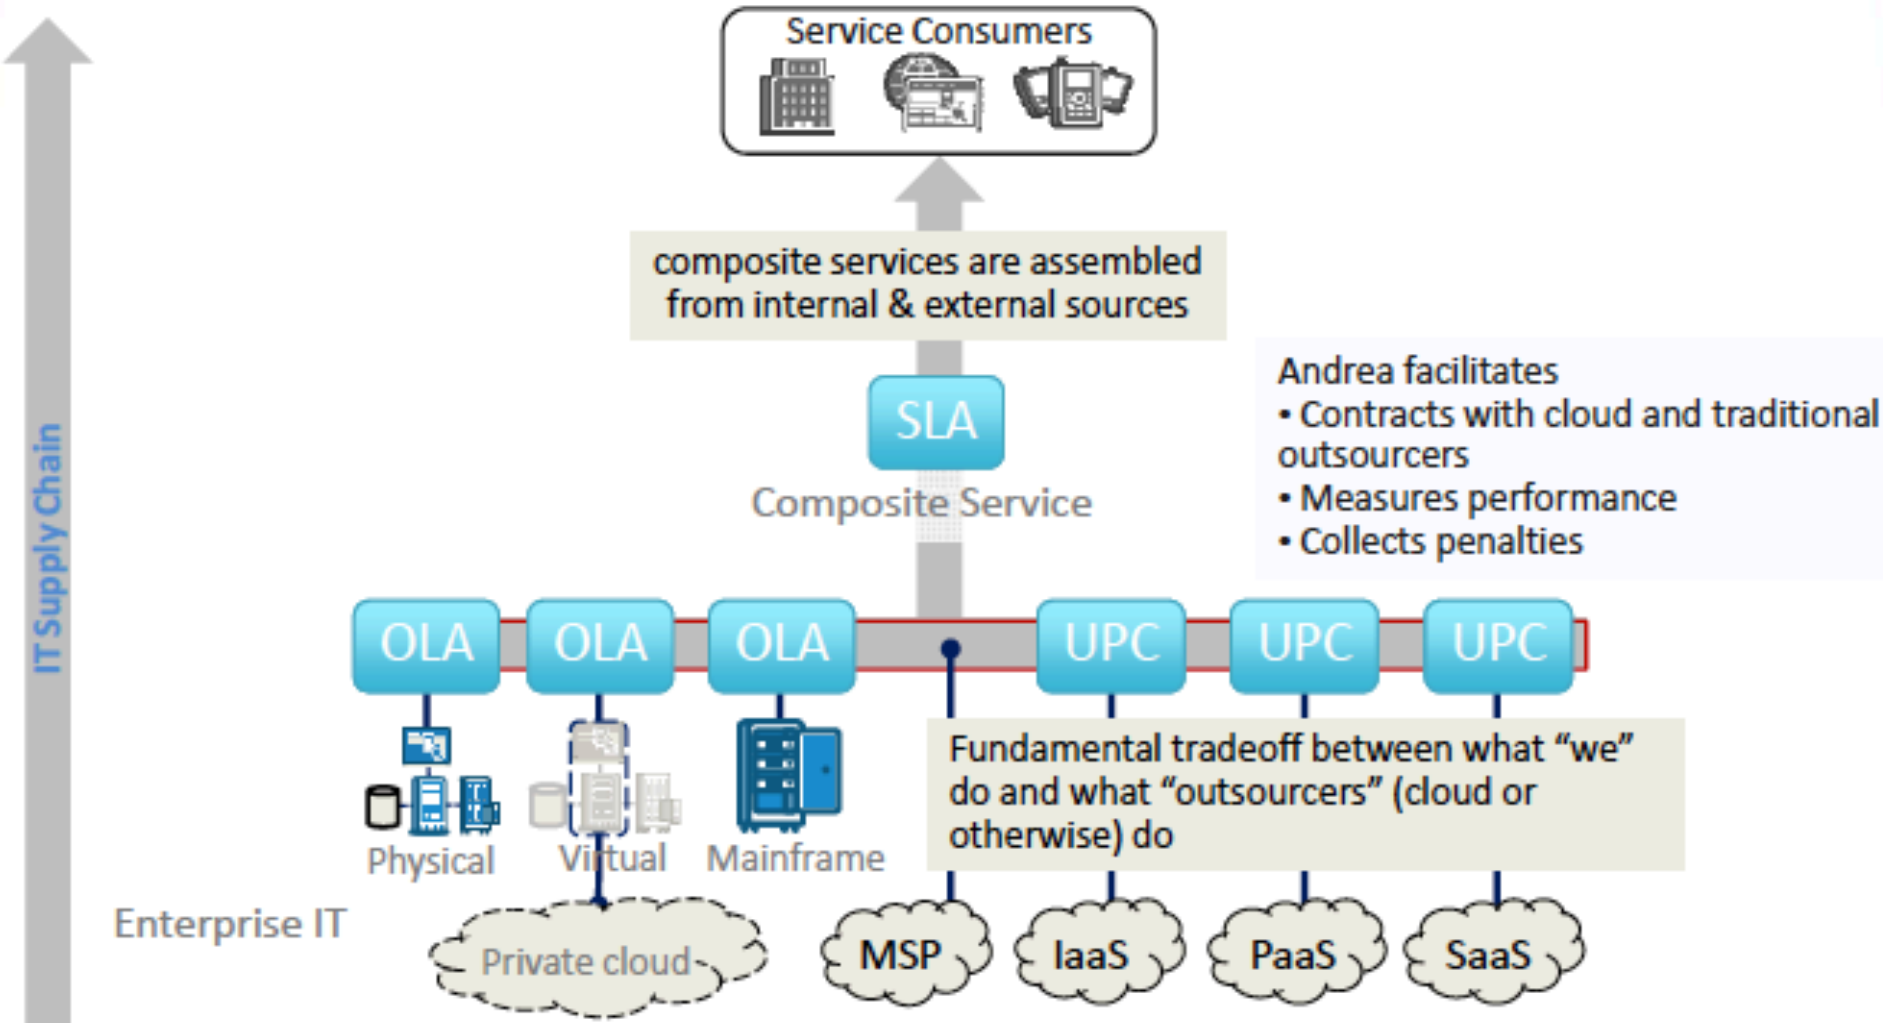 Service Consumers
composite services are assembled
from internal & external sources
IT Supply Chain
SLA
Composite Service
Andrea facilitates
• Contracts with cloud and traditional
outsourcers
• Measures performance
• Collects penalties
OLA OLA OLA UPC UPC UPC
Fundamental tradeoff between what “we”
do and what “outsourcers” (cloud or
otherwise) do
Physical Virtual Mainframe
Enterprise IT
Private cloud MSP IaaS PaaS SaaS